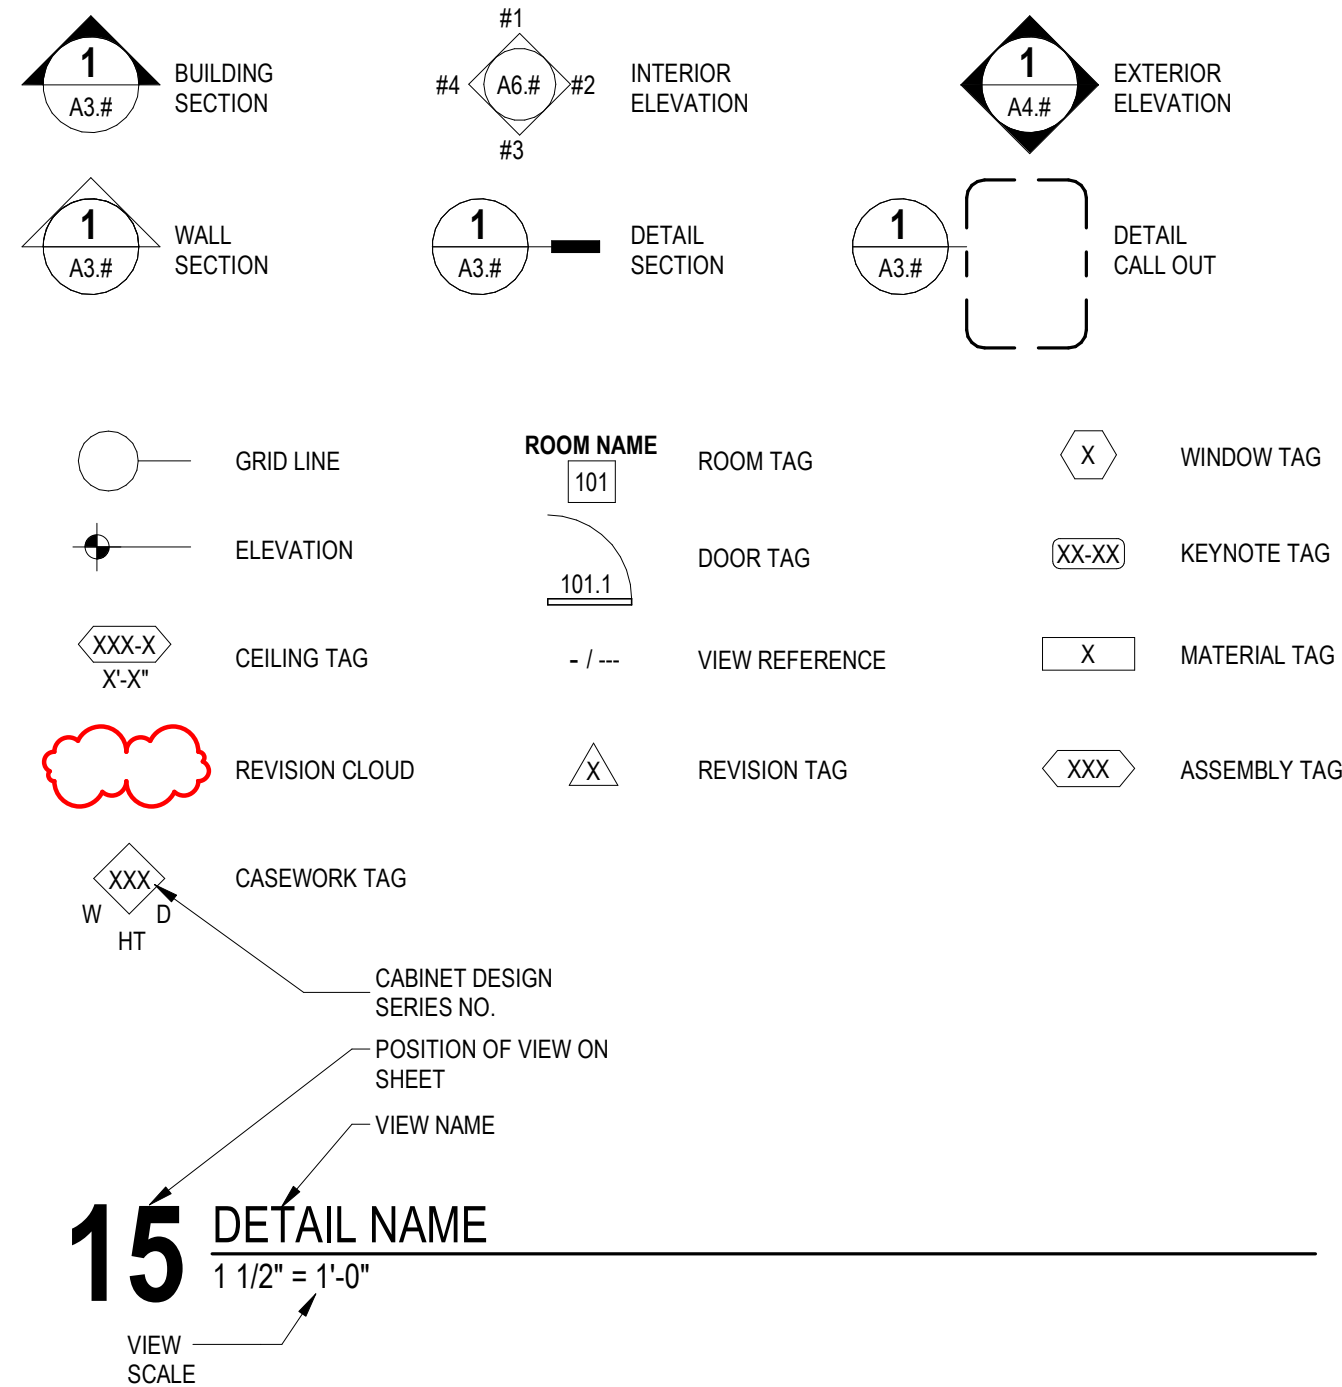 1
A3.#
BUILDING
SECTION
#1
#4
A6.#
#2
#3
INTERIOR
ELEVATION
1
A4.#
EXTERIOR
ELEVATION
1
A3.#
WALL
SECTION
1
A3.#
DETAIL
SECTION
1
A3.#
DETAIL
CALL OUT
GRID LINE
ROOM NAME
101
ROOM TAG
X
WINDOW TAG
ELEVATION
101.1
DOOR TAG
XX-XX
KEYNOTE TAG
XXX-X
X'-X"
CEILING TAG
- / ---
VIEW REFERENCE
X
MATERIAL TAG
REVISION CLOUD
X
REVISION TAG
XXX
ASSEMBLY TAG
XXX
W
D
HT
CASEWORK TAG
CABINET DESIGN
SERIES NO.
POSITION OF VIEW ON
SHEET
VIEW NAME
15
DETAIL NAME
1 1/2" = 1'-0"
VIEW
SCALE